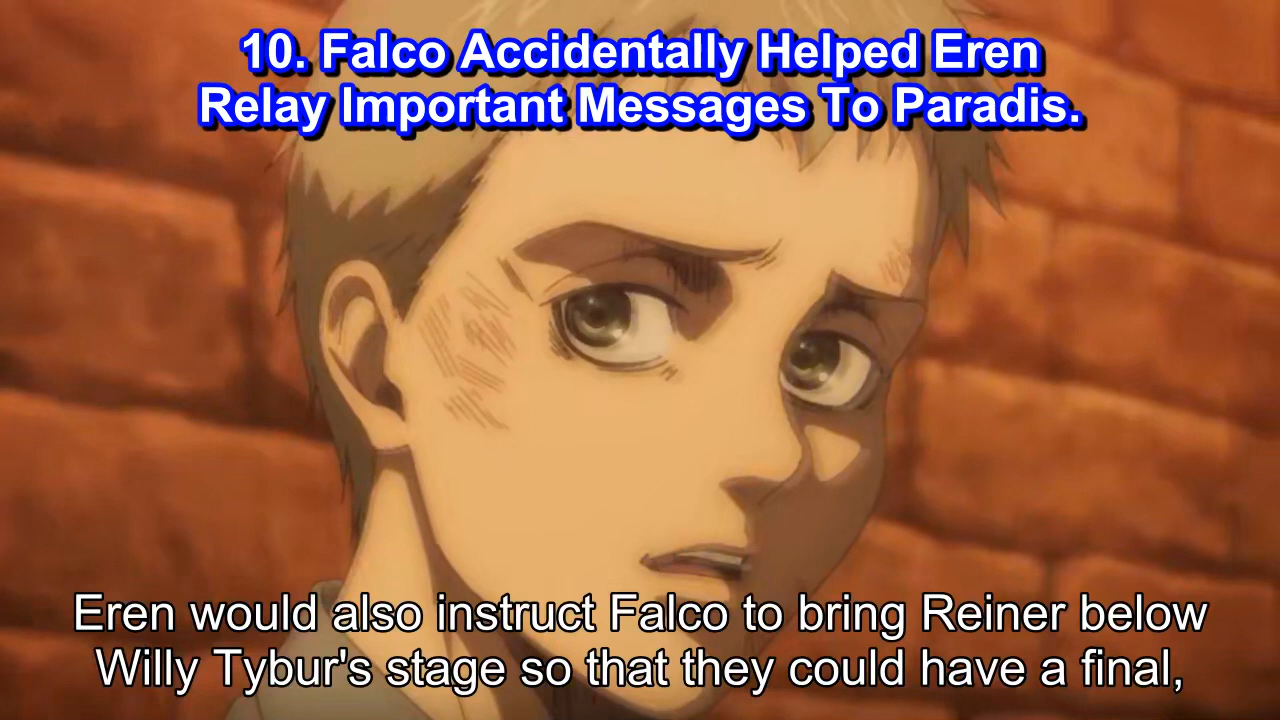 10. Falco Accidentally Helped Eren
Relay Important Messages To Paradis.
Eren would also instruct Falco to bring Reiner below
Willy Tybur's stage so that they could have a final,